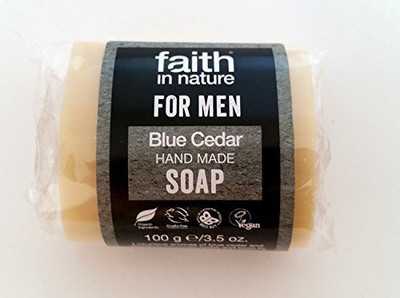 faith
in nature
FOR MEN
Blue Cedar
HAND MADE
SOAP
Vegan
100 g ℮/3.5 oz.